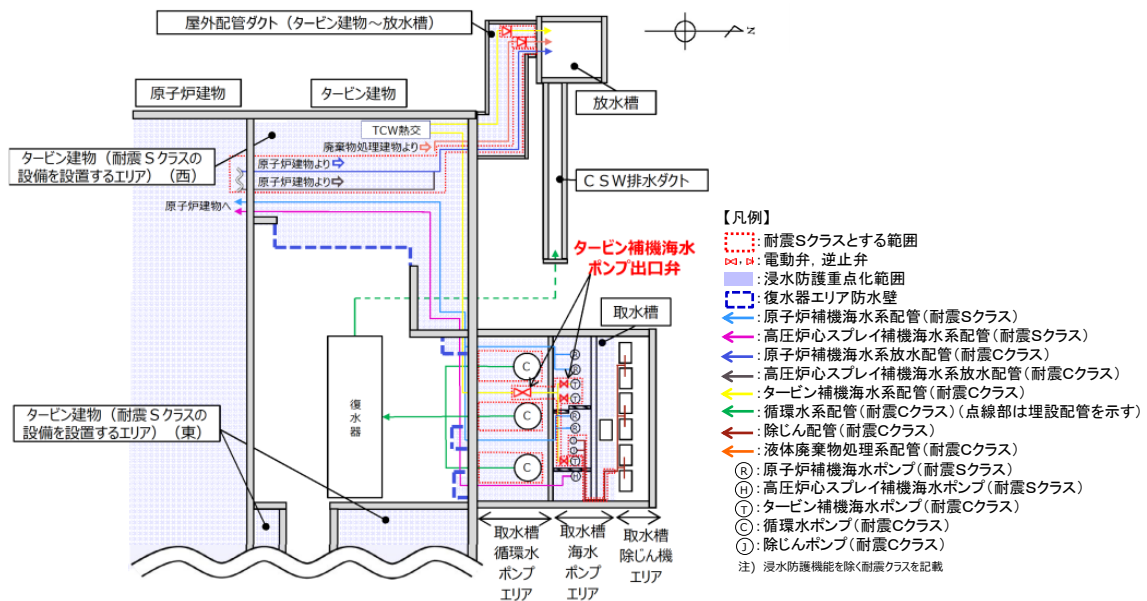 屋外配管ダクト（タービン建物～放水槽）
N
放水槽
原子炉建物
タービン建物
TCW熱交
廃棄物処理建物より
タービン建物（耐震Ｓクラスの
設備を設置するエリア）（西）
原子炉建物より
原子炉建物より
原子炉建物へ
ＣＳＷ排水ダクト
タービン補機海水
ポンプ出口弁
取水槽
復水器
タービン建物（耐震Ｓクラスの
設備を設置するエリア）（東）
C
C
C
R
R
T
T
R
R
T
H
取水槽
循環水
ポンプ
エリア
取水槽
海水
ポンプ
エリア
取水槽
除じん機
エリア
【凡例】
：耐震Sクラスとする範囲
：電動弁，逆止弁
：浸水防護重点化範囲
：復水器エリア防水壁
：原子炉補機海水系配管（耐震Sクラス）
：高圧炉心スプレイ補機海水系配管（耐震Sクラス）
：原子炉補機海水系放水配管（耐震Cクラス）
：高圧炉心スプレイ補機海水系放水配管（耐震Cクラス）
：タービン補機海水系配管（耐震Cクラス）
：循環水系配管（耐震Cクラス）（点線部は埋設配管を示す）
：除じん配管（耐震Cクラス）
：液体廃棄物処理系配管（耐震Cクラス）
Ⓡ：原子炉補機海水ポンプ（耐震Sクラス）
Ⓗ：高圧炉心スプレイ補機海水ポンプ（耐震Sクラス）
Ⓣ：タービン補機海水ポンプ（耐震Cクラス）
Ⓒ：循環水ポンプ（耐震Cクラス）
Ⓙ：除じんポンプ（耐震Cクラス）
注） 浸水防護機能を除く耐震クラスを記載